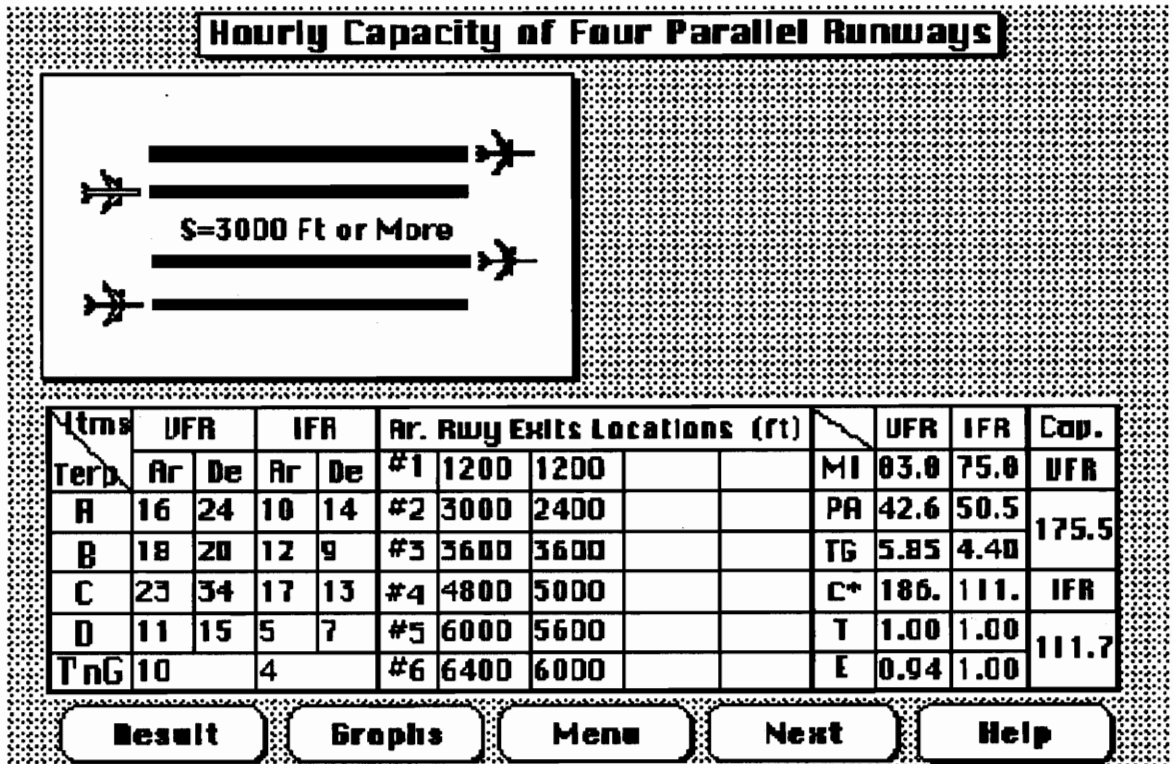 Hourly Capacity of Four Parallel Runways
S=3000 Ft or More
Itms VFR IFR Ar. Rwy Exits Locations (ft) VFR IFR Cap.
Terp. Ar De Ar De #1 1200 1200 MI 83.8 75.8 VFR
A 16 24 10 14 #2 3000 2400 PA 42.6 50.5 175.5
B 18 20 12 9 #3 3600 3600 TG 5.85 4.40
C 23 34 17 13 #4 4800 5000 C* 186. 111. IFR
D 11 15 5 7 #5 6000 5600 T 1.00 1.00 111.7
TnG 10 4 #6 6400 6000 E 0.94 1.00
Result Graphs Menu Next Help